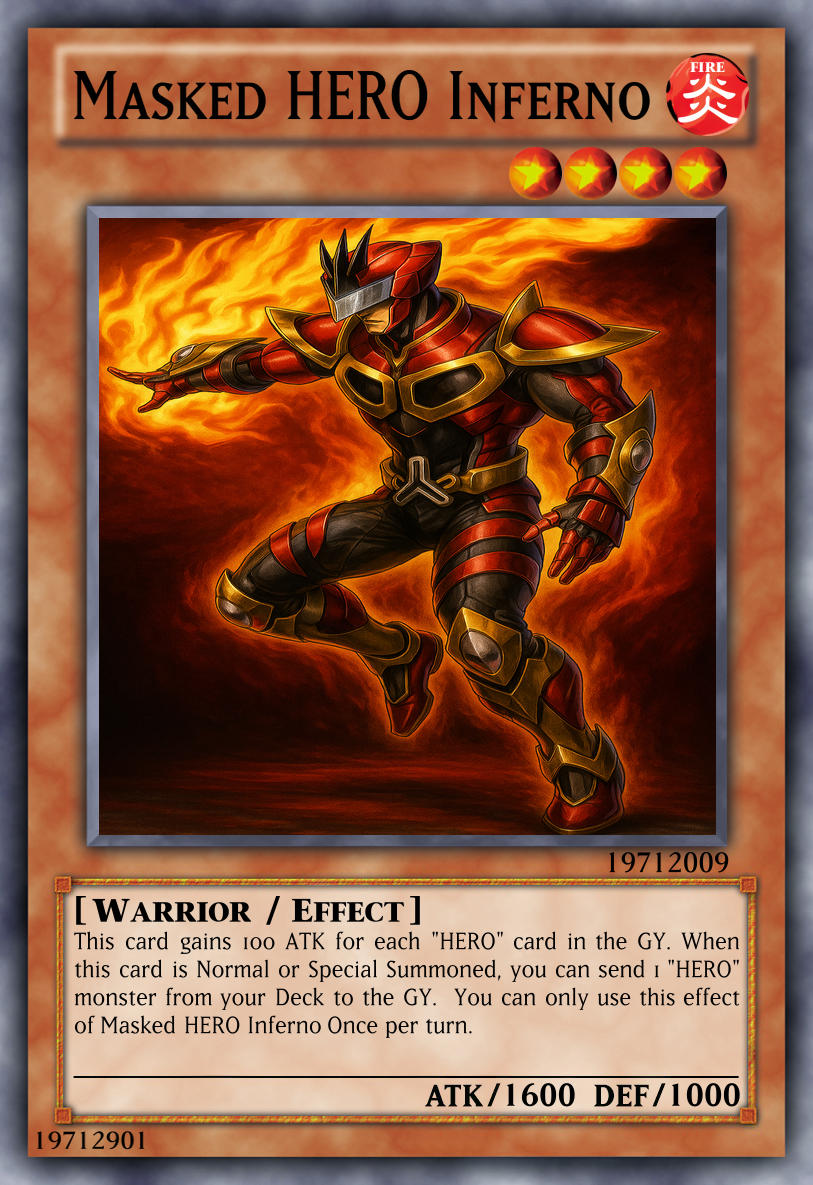 Masked HERO Inferno
FIRE
炎
19712009
[ Warrior / Effect ]
This card gains 100 ATK for each "HERO" card in the GY. When
this card is Normal or Special Summoned, you can send 1 "HERO"
monster from your Deck to the GY.  You can only use this effect
of Masked HERO Inferno Once per turn.
ATK/1600 DEF/1000
19712901